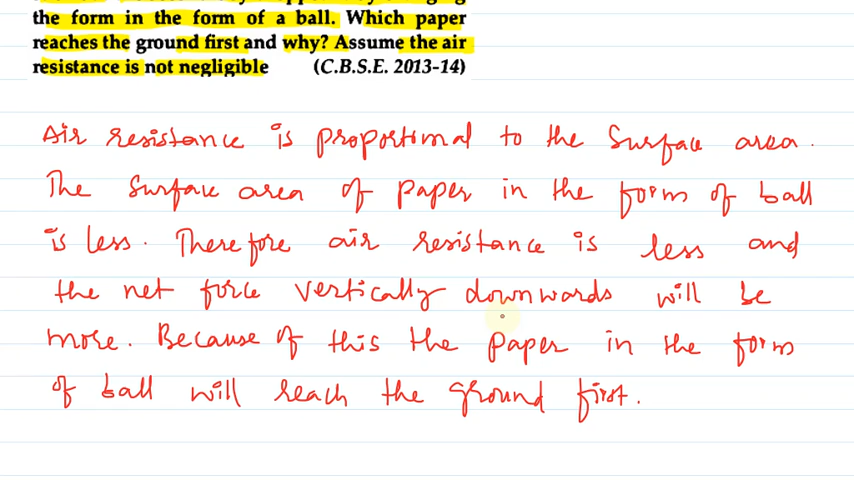 the form in the form of a ball. Which paper
reaches the ground first and why? Assume the air
resistance is not negligible (C.B.S.E. 2013-14)
Air resistance is proportional to the surface area.
The surface area of paper in the form of ball
is less. Therefore air resistance is less and
the net force vertically downwards will be
more. Because of this the paper in the form
of ball will reach the ground first.